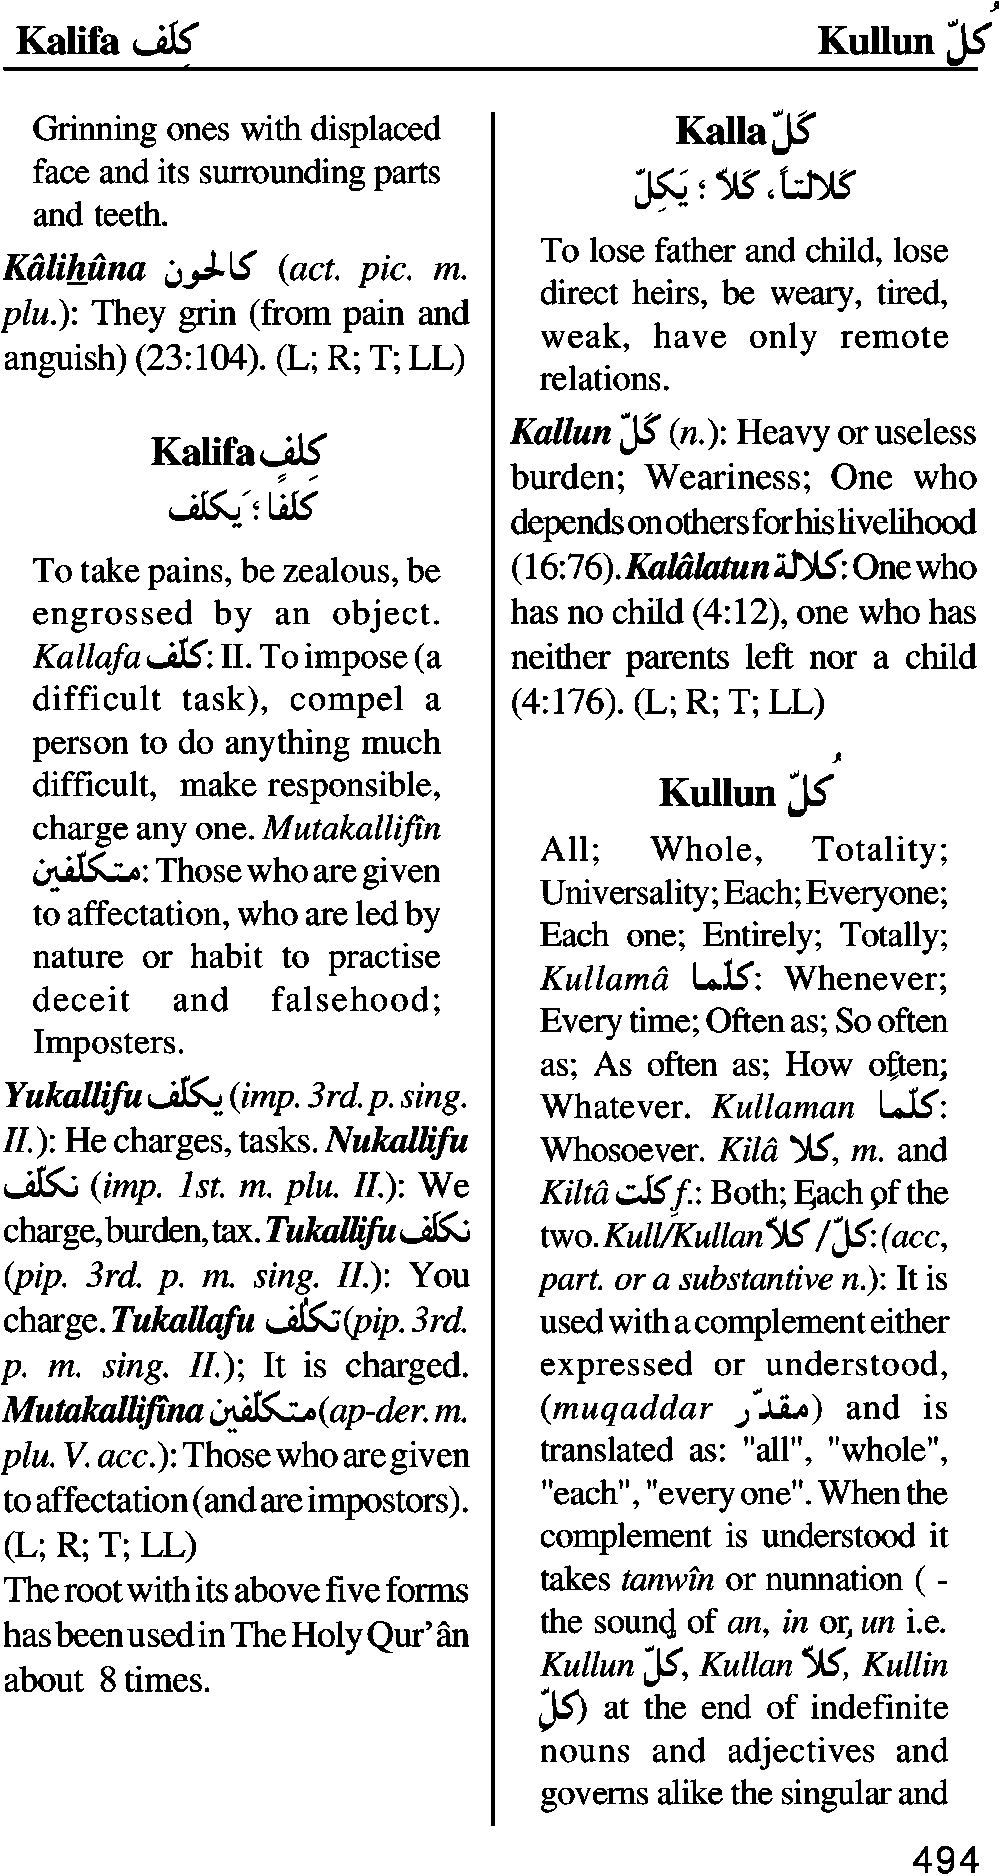 Kalifa كِلَف
Kullun كُلّ
Grinning ones with displaced
face and its surrounding parts
and teeth.
Kâlihûna كالحون (act. pic. m.
plu.): They grin (from pain and
anguish) (23:104). (L; R; T; LL)
Kalifa كِلفٍ
كَلَفًا ؛ يكلَف
To take pains, be zealous, be
engrossed by an object.
Kallafa كلّف: II. To impose (a
difficult task), compel a
person to do anything much
difficult, make responsible,
charge any one. Mutakallifîn
متكلّفين: Those who are given
to affectation, who are led by
nature or habit to practise
deceit and falsehood;
Imposters.
Yukallifu يكلّف (imp. 3rd. p. sing.
II.): He charges, tasks. Nukallifu
نكلّف (imp. 1st. m. plu. II.): We
charge, burden, tax. Tukallifu نكلّف
(pip. 3rd. p. m. sing. II.): You
charge. Tukallafu تكلّف (pip. 3rd.
p. m. sing. II.); It is charged.
Mutakallifîna متكلّفين (ap-der. m.
plu. V. acc.): Those who are given
to affectation (and are impostors).
(L; R; T; LL)
The root with its above five forms
has been used in The Holy Qur’ân
about 8 times.
Kalla كَلّ
كَلالتاً، كَلاّ ؛ يَكِلّ
To lose father and child, lose
direct heirs, be weary, tired,
weak, have only remote
relations.
Kallun كَلّ (n.): Heavy or useless
burden; Weariness; One who
depends on others for his livelihood
(16:76). Kalâlatun كلالة: One who
has no child (4:12), one who has
neither parents left nor a child
(4:176). (L; R; T; LL)
Kullun كُلّ
All; Whole, Totality;
Universality; Each; Everyone;
Each one; Entirely; Totally;
Kullamâ كلّما: Whenever;
Every time; Often as; So often
as; As often as; How often;
Whatever. Kullaman كلّما:
Whosoever. Kilâ كلا, m. and
Kiltâ كِلت f.: Both; Each of the
two. Kull/Kullan كلّ / كلاّ: (acc,
part. or a substantive n.): It is
used with a complement either
expressed or understood,
(muqaddar مقدّر) and is
translated as: "all", "whole",
"each", "every one". When the
complement is understood it
takes tanwîn or nunnation ( -
the sound of an, in or un i.e.
Kullun كلّ, Kullan كلاّ, Kullin
كلّ) at the end of indefinite
nouns and adjectives and
governs alike the singular and
494